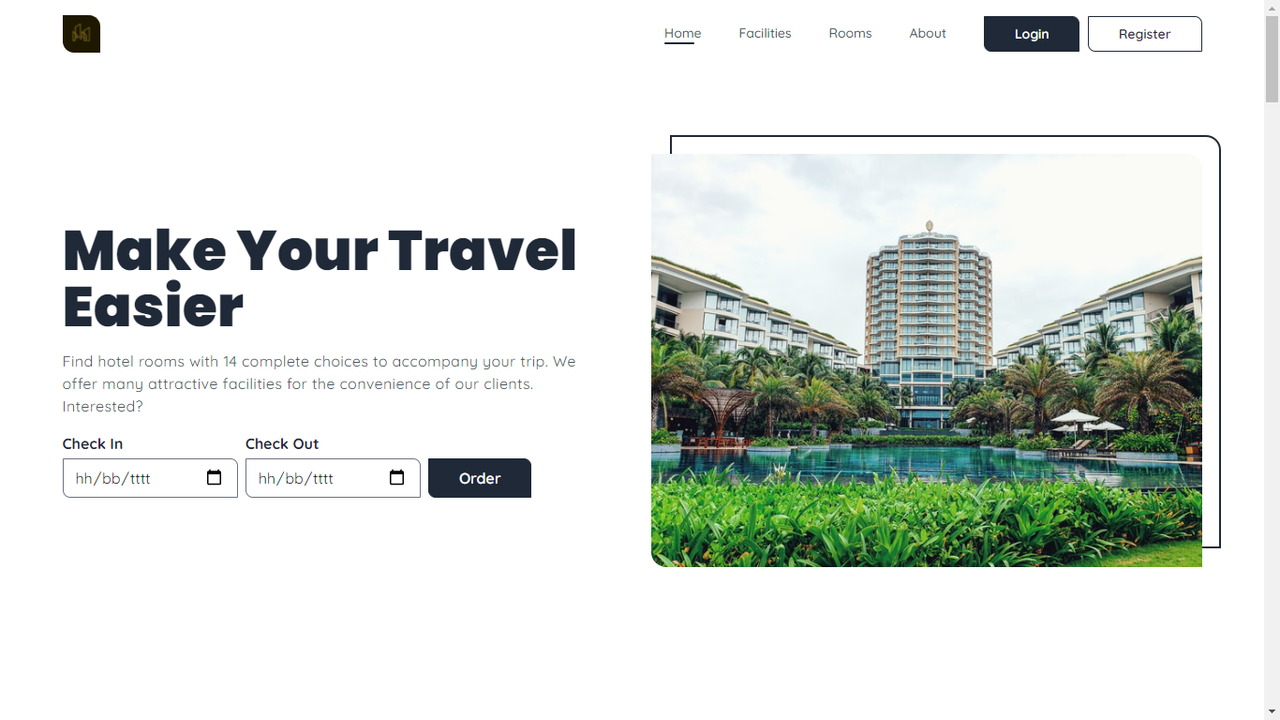 Home Facilities Rooms About Login Register
Make Your Travel
Easier
Find hotel rooms with 14 complete choices to accompany your trip. We
offer many attractive facilities for the convenience of our clients.
Interested?
Check In Check Out
hh/bb/tttt hh/bb/tttt Order